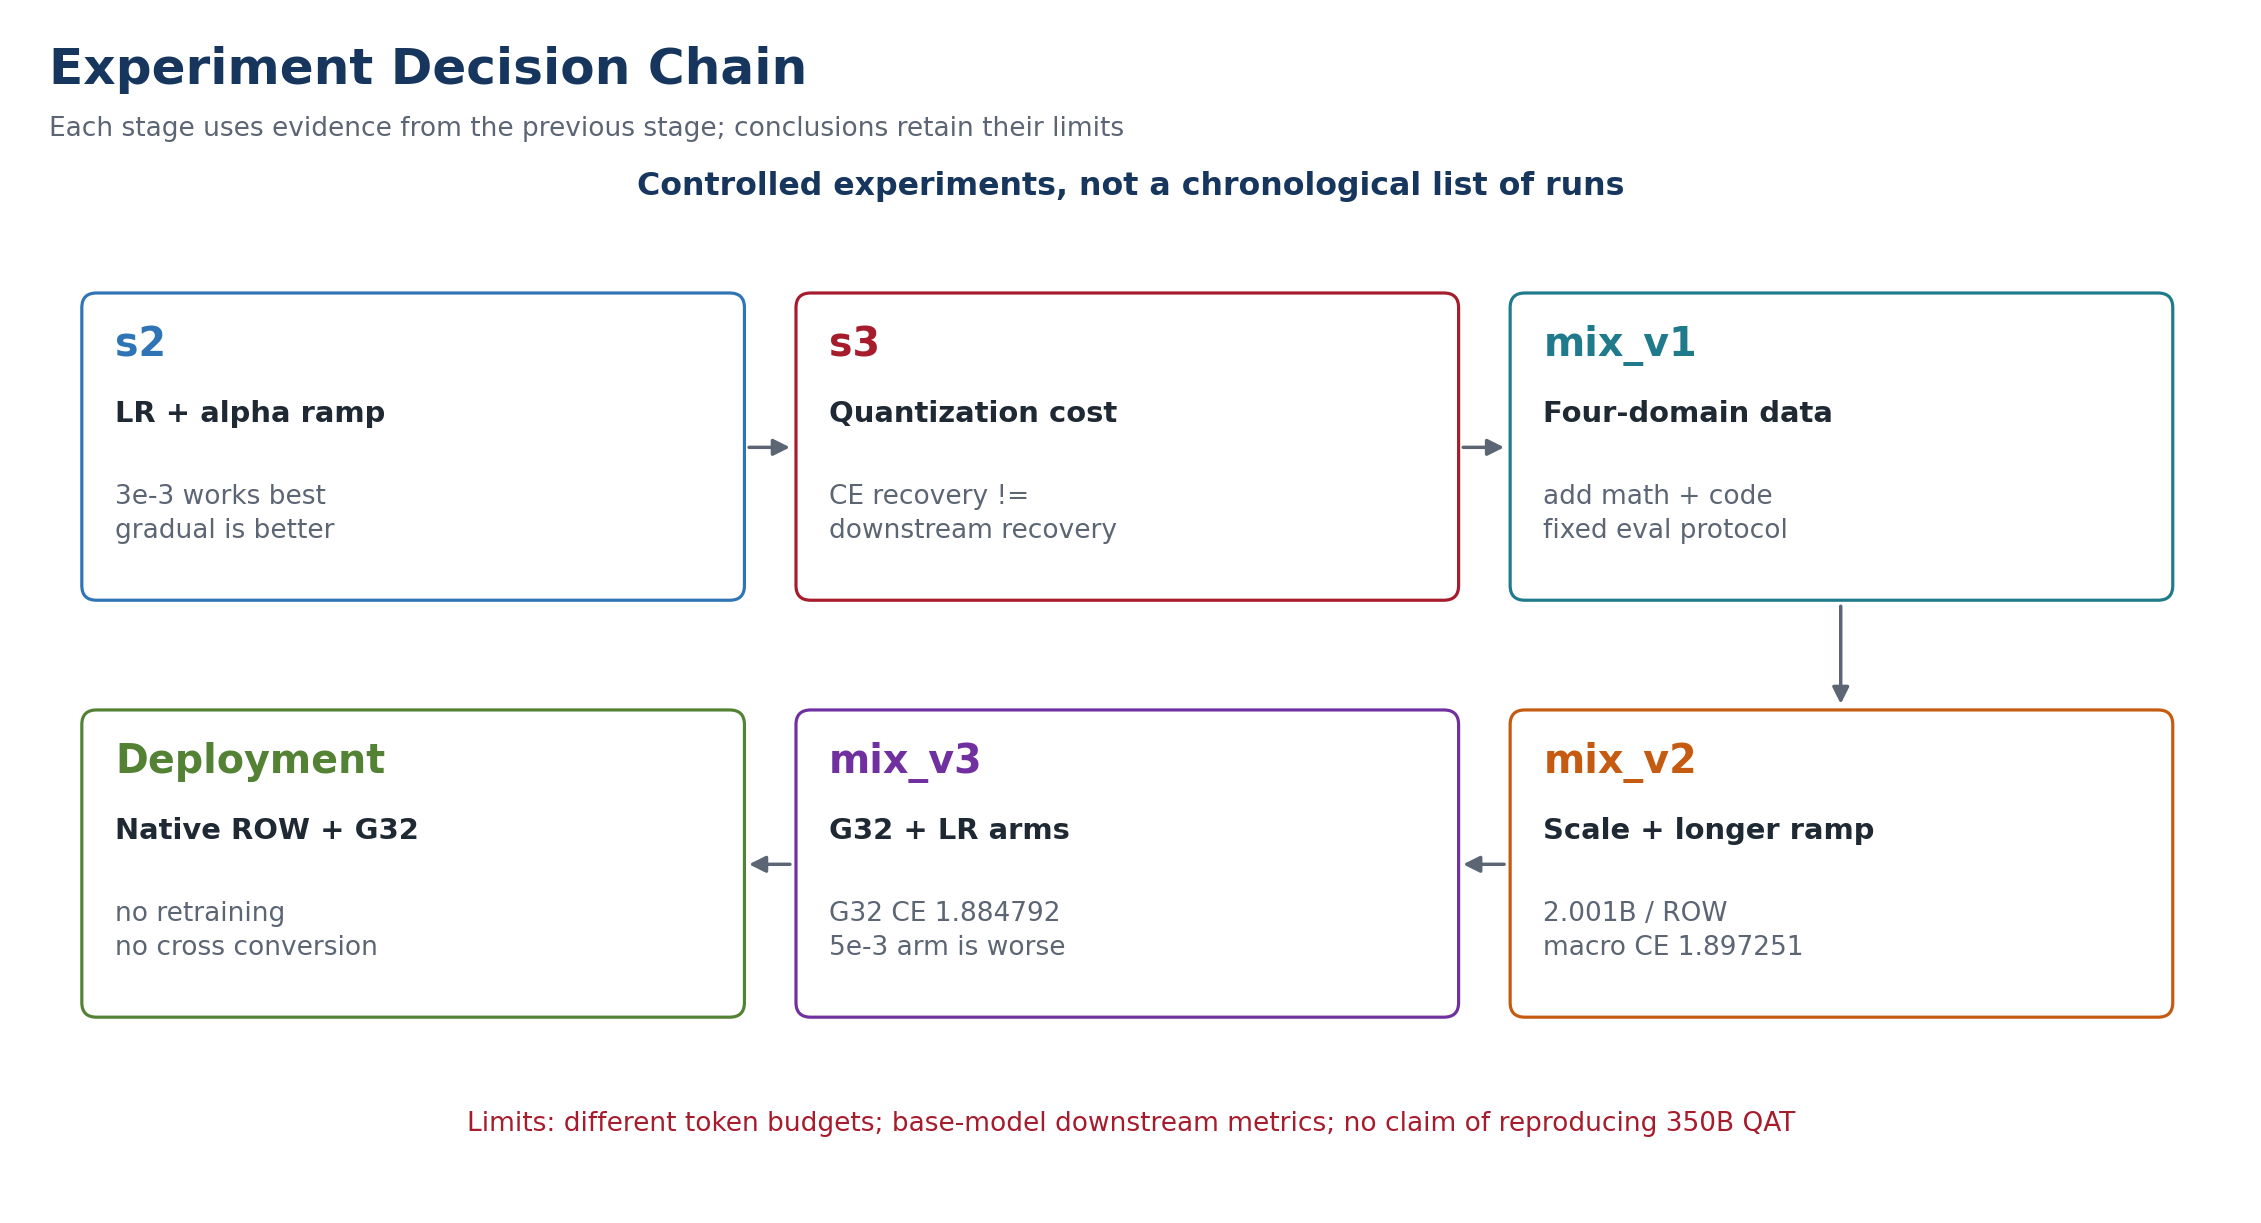 Experiment Decision Chain
Each stage uses evidence from the previous stage; conclusions retain their limits
Controlled experiments, not a chronological list of runs
s2
LR + alpha ramp
3e-3 works best
gradual is better
s3
Quantization cost
CE recovery !=
downstream recovery
mix_v1
Four-domain data
add math + code
fixed eval protocol
Deployment
Native ROW + G32
no retraining
no cross conversion
mix_v3
G32 + LR arms
G32 CE 1.884792
5e-3 arm is worse
mix_v2
Scale + longer ramp
2.001B / ROW
macro CE 1.897251
Limits: different token budgets; base-model downstream metrics; no claim of reproducing 350B QAT